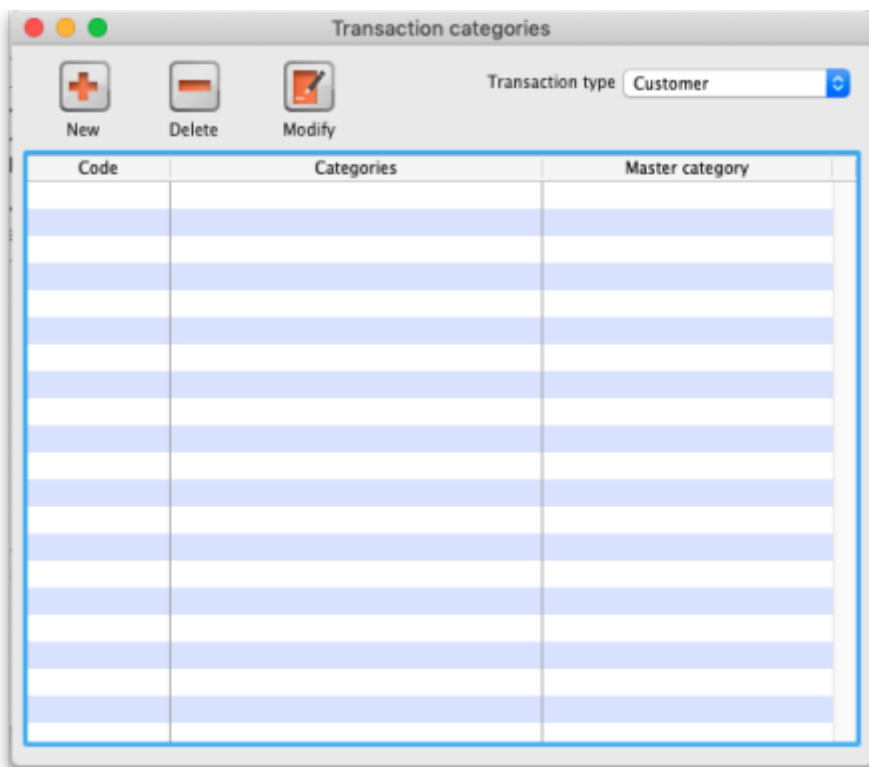 Transaction categories
Transaction type Customer
New Delete Modify
Code Categories Master category